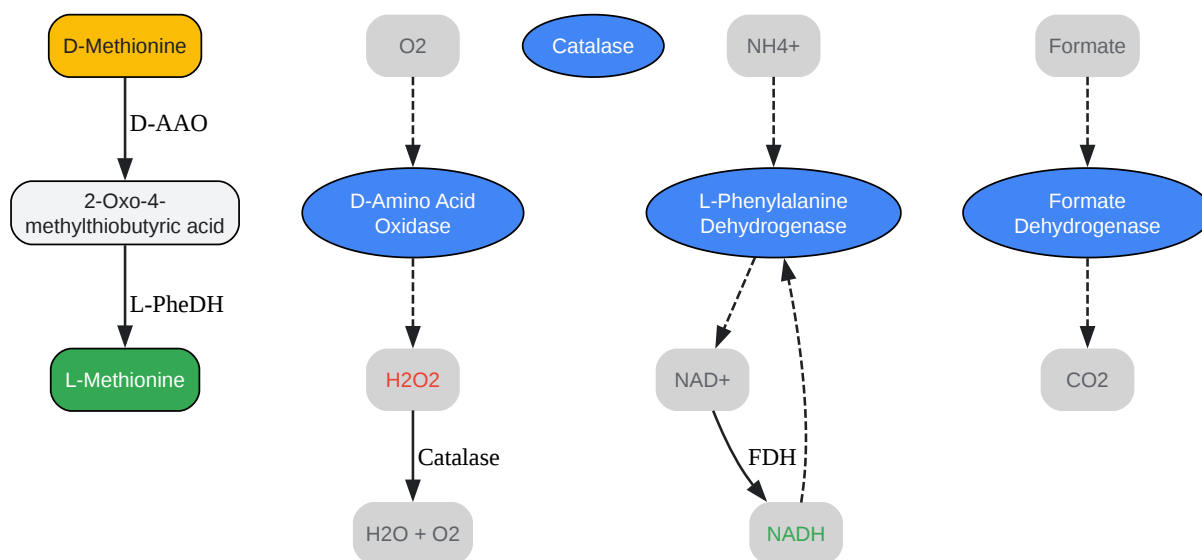 D-Methionine
O2
Catalase
NH4+
Formate
D-AAO
2-Oxo-4-
methylthiobutyric acid
D-Amino Acid
Oxidase
L-Phenylalanine
Dehydrogenase
Formate
Dehydrogenase
L-PheDH
L-Methionine
H2O2
NAD+
CO2
Catalase
FDH
H2O + O2
NADH